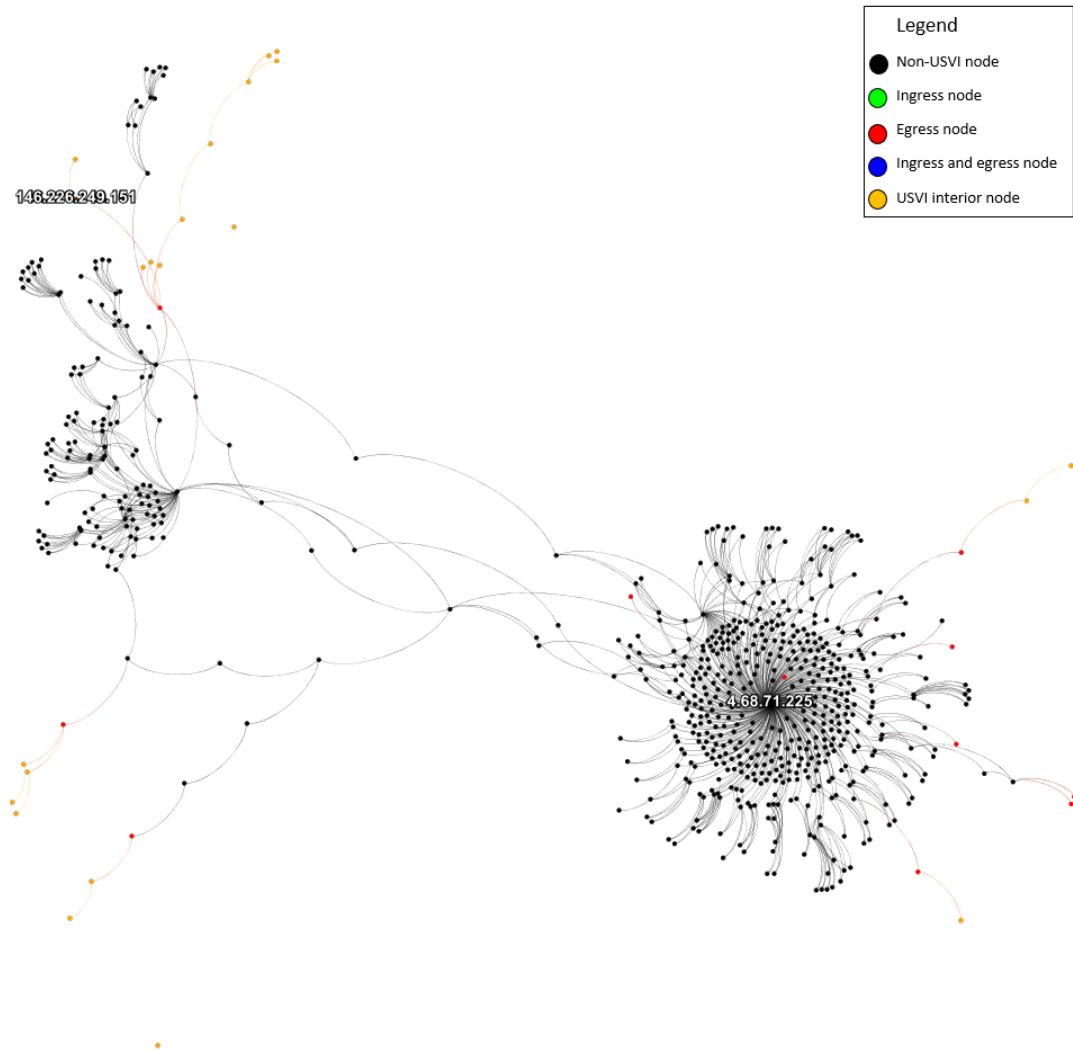 Legend
Non-USVI node
Ingress node
Egress node
Ingress and egress node
USVI interior node
146.226.249.151
4.68.71.225